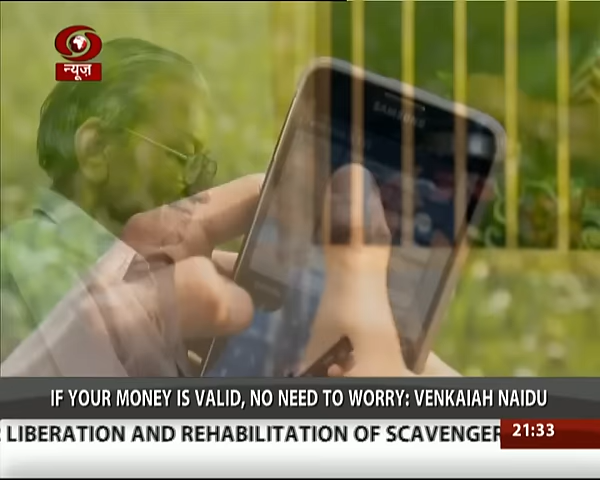 न्यूज़
SAMSUNG
IF YOUR MONEY IS VALID, NO NEED TO WORRY: VENKAIAH NAIDU
LIBERATION AND REHABILITATION OF SCAVENGER
21:33